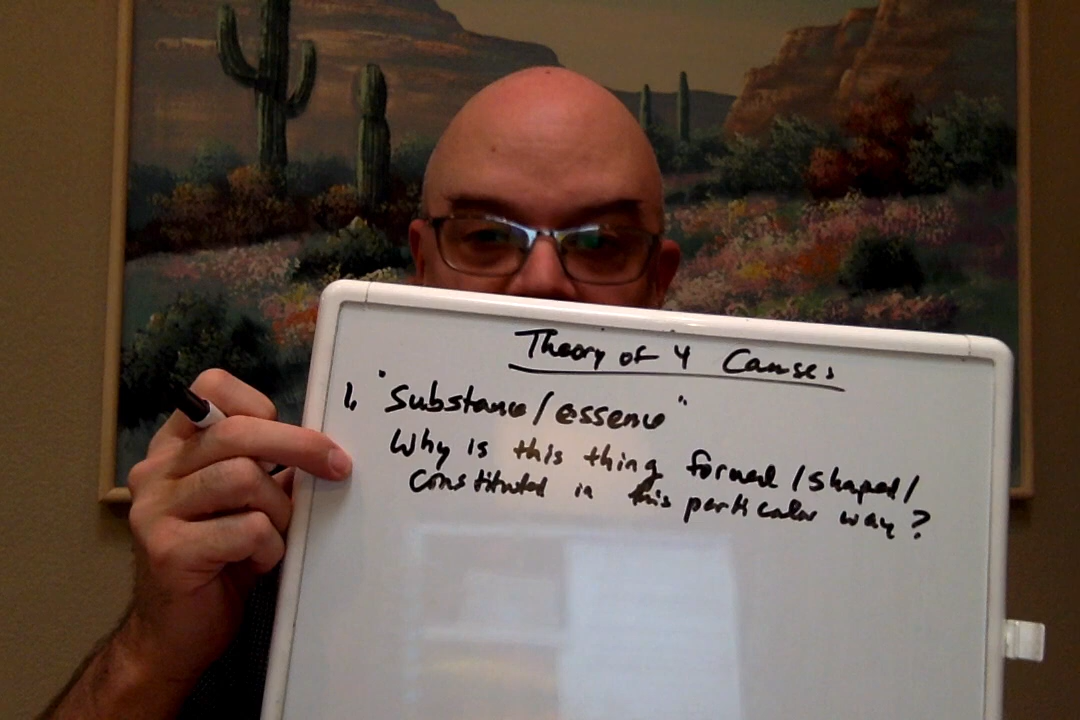 Theory of 4 Causes
1. "Substance/essence"
Why is this thing formed/shaped/
constituted in this particular way?